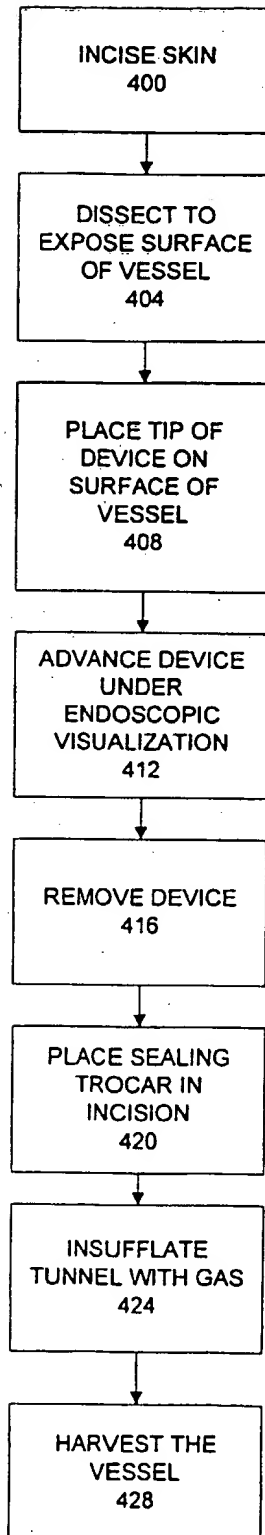 INCISE SKIN
400
DISSECT TO
EXPOSE SURFACE
OF VESSEL
404
PLACE TIP OF
DEVICE ON
SURFACE OF
VESSEL
408
ADVANCE DEVICE
UNDER
ENDOSCOPIC
VISUALIZATION
412
REMOVE DEVICE
416
PLACE SEALING
TROCAR IN
INCISION
420
INSUFFLATE
TUNNEL WITH GAS
424
HARVEST THE
VESSEL
428